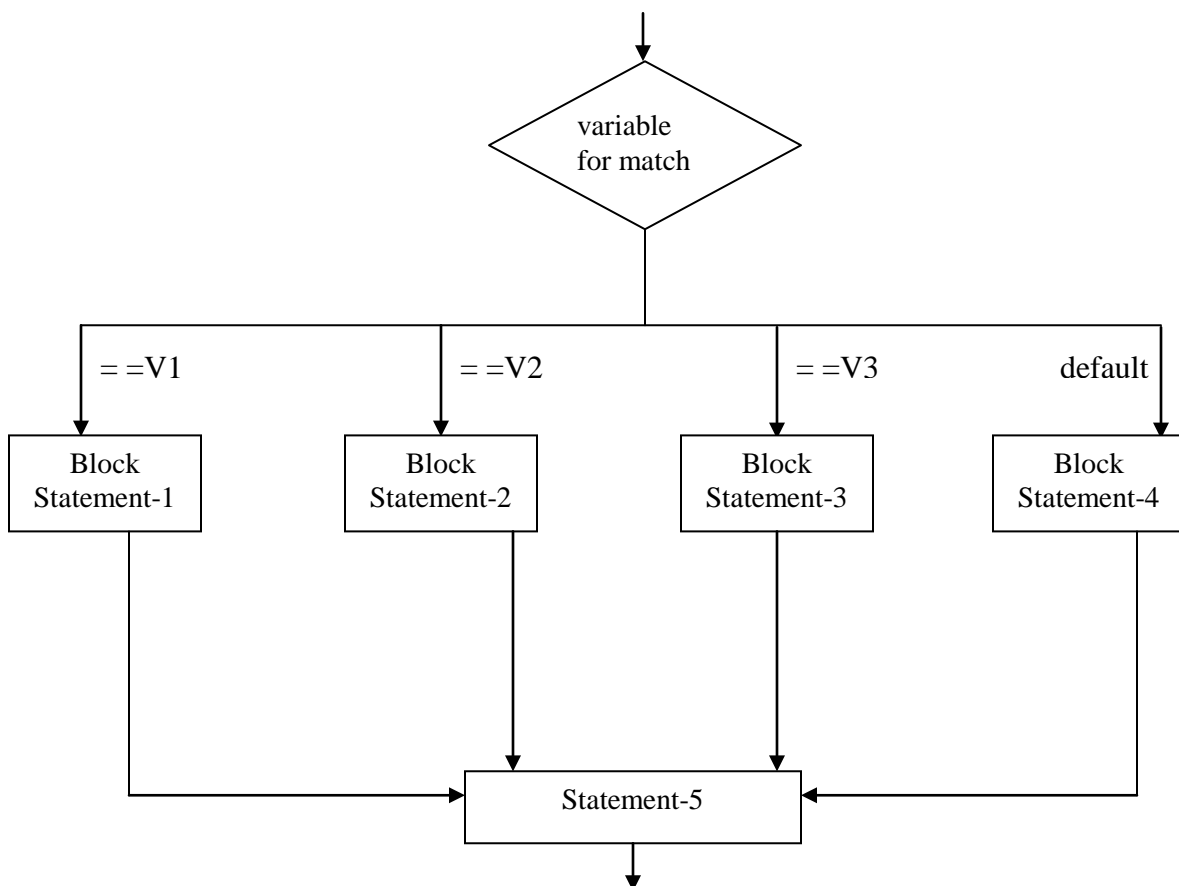 variable
for match
= =V1
= =V2
= =V3
default
Block
Statement-1
Block
Statement-2
Block
Statement-3
Block
Statement-4
Statement-5